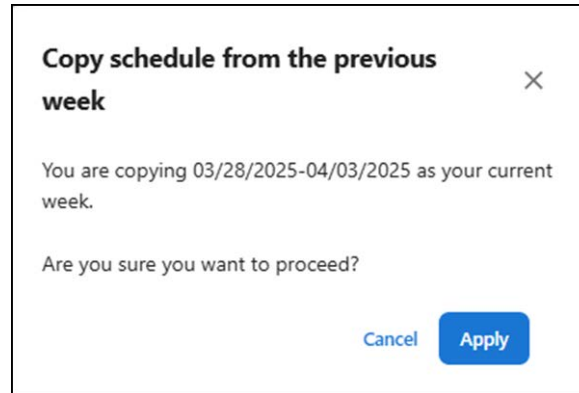 Copy schedule from the previous
week
You are copying 03/28/2025-04/03/2025 as your current
week.
Are you sure you want to proceed?
Cancel Apply